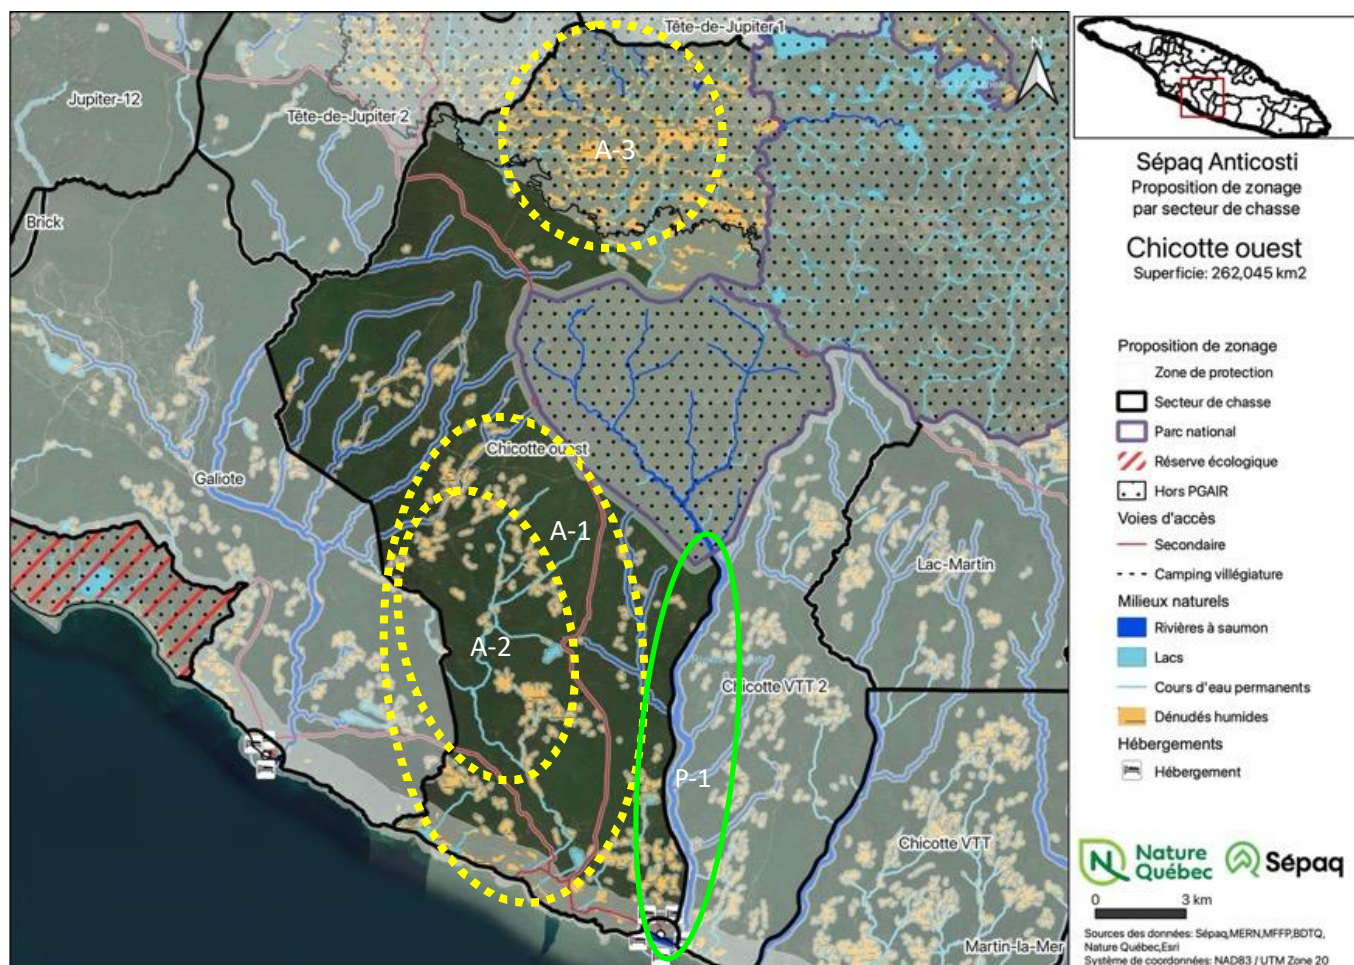 Tête-de-Jupiter 1
Jupiter-12
Tête-de-Jupiter 2
A-3
N
Brick
Chicotte ouest
Galiote
A-1
Lac-Martin
A-2
Chicotte VTT 2
P-1
Chicotte VTT
Martin-la-Mer
Sépaq Anticosti
Proposition de zonage
par secteur de chasse
Chicotte ouest
Superficie: 262,045 km2
Proposition de zonage
Zone de protection
Secteur de chasse
Parc national
Réserve écologique
Hors PGAIR
Voies d'accès
Secondaire
Camping villégiature
Milieux naturels
Rivières à saumon
Lacs
Cours d'eau permanents
Dénudés humides
Hébergements
Hébergement
Nature
Québec
Sépaq
0 3 km
Sources des données: Sépaq,MERN,MFFP,BDTQ,
Nature Québec,Esri
Système de coordonnées: NAD83 / UTM Zone 20